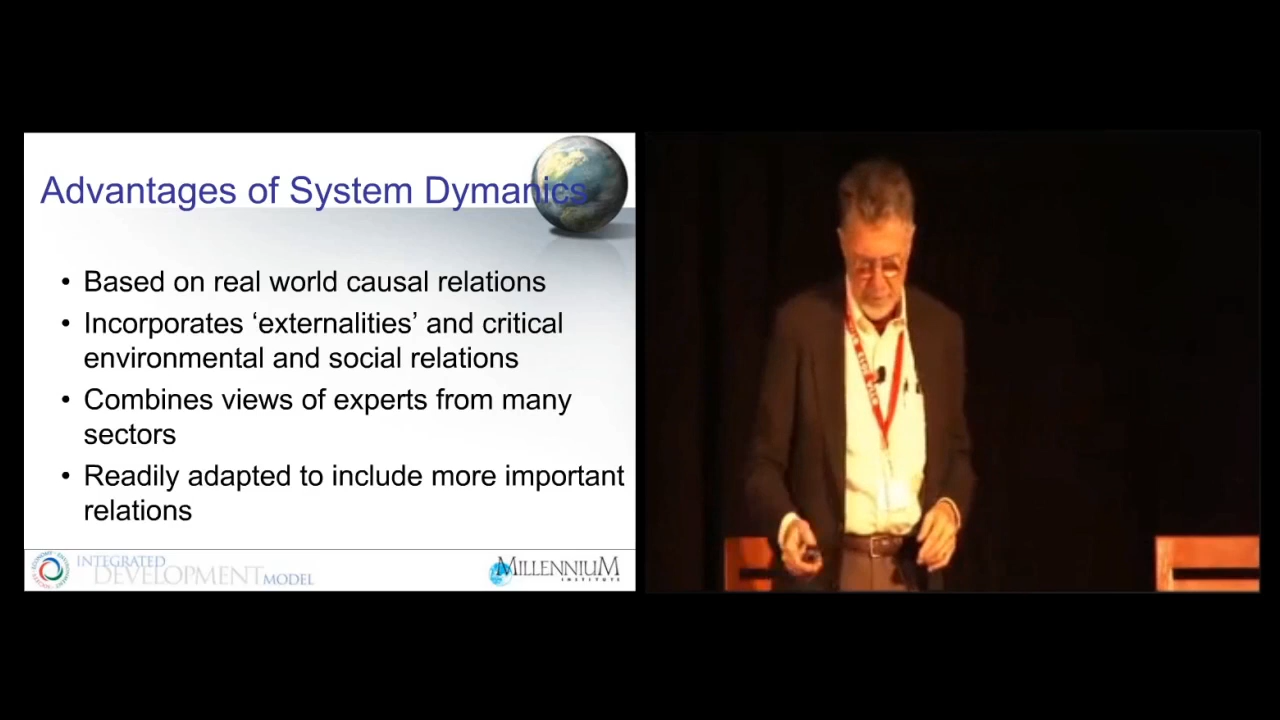 Advantages of System Dymanics
• Based on real world causal relations
• Incorporates ‘externalities’ and critical
environmental and social relations
• Combines views of experts from many
sectors
• Readily adapted to include more important
relations
INTEGRATED
DEVELOPMENT MODEL
MILLENNIUM
INSTITUTE